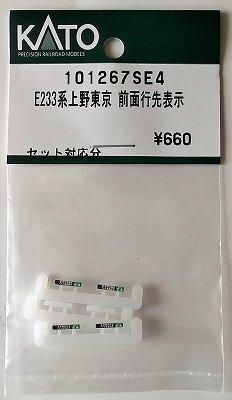 KATO
PRECISION RAILROAD MODELS
101267SE4
E233系上野東京 前面行先表示
¥660
セット対応分